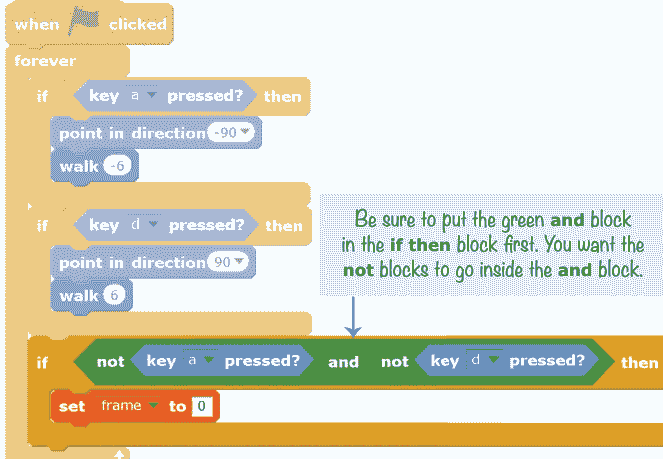 when clicked
forever
if key a pressed? then
point in direction -90
walk -6
if key d pressed? then
point in direction 90
walk 6
Be sure to put the green and block
in the if then block first. You want the
not blocks to go inside the and block.
if not key a pressed? and not key d pressed? then
set frame to 0